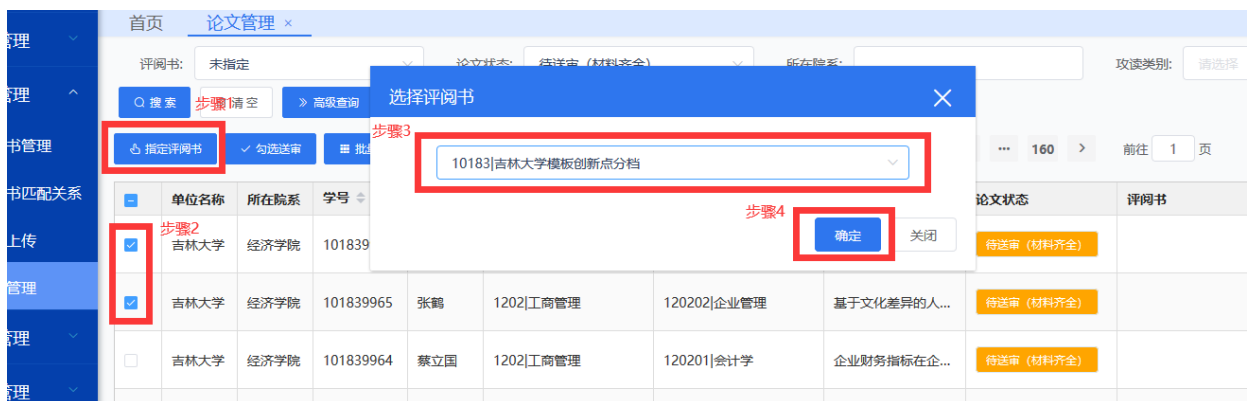 首页 论文管理 ×
管理
评阅书: 未指定 论文状态: 待送审（材料齐全） 所在院系: 攻读类别: 请选择
管理 搜索 步骤1 清空 高级查询 选择评阅书
步骤3
书管理 指定评阅书 勾选送审 10183|吉林大学模板创新点分档 ··· 160 > 前往 1 页
书匹配关系 单位名称 所在院系 学号 论文状态 评阅书
步骤2 步骤4
上传 吉林大学 经济学院 101839 确定 关闭 待送审（材料齐全）
管理 吉林大学 经济学院 101839965 张鹤 1202|工商管理 120202|企业管理 基于文化差异的人... 待送审（材料齐全）
管理
吉林大学 经济学院 101839964 蔡立国 1202|工商管理 120201|会计学 企业财务指标在企... 待送审（材料齐全）
管理